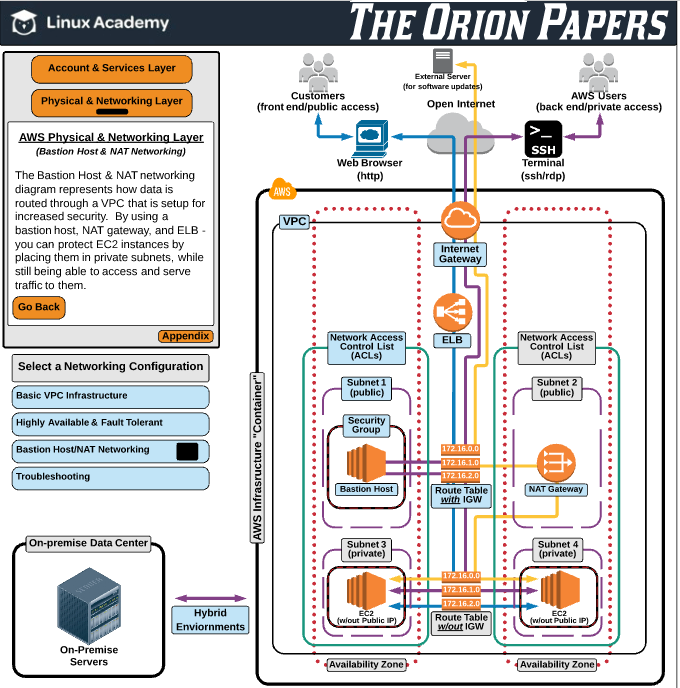 Linux Academy
THE ORION PAPERS
Account & Services Layer
Physical & Networking Layer
AWS Physical & Networking Layer
(Bastion Host & NAT Networking)
The Bastion Host & NAT networking
diagram represents how data is
routed through a VPC that is setup for
increased security. By using a
bastion host, NAT gateway, and ELB -
you can protect EC2 instances by
placing them in private subnets, while
still being able to access and serve
traffic to them.
Go Back
Appendix
Select a Networking Configuration
Basic VPC Infrastructure
Highly Available & Fault Tolerant
Bastion Host/NAT Networking
Troubleshooting
On-premise Data Center
On-Premise
Servers
Hybrid
Enviornments
Customers
(front end/public access)
External Server
(for software updates)
Open Internet
AWS Users
(back end/private access)
Web Browser
(http)
>_
SSH
Terminal
(ssh/rdp)
AWS
AWS Infrasructure "Container"
VPC
Internet
Gateway
ELB
Network Access
Control List
(ACLs)
Network Access
Control List
(ACLs)
Subnet 1
(public)
Subnet 2
(public)
Security
Group
Bastion Host
172.16.0.0
172.16.1.0
172.16.2.0
Route Table
with IGW
NAT Gateway
Subnet 3
(private)
Subnet 4
(private)
EC2
(w/out Public IP)
172.16.0.0
172.16.1.0
172.16.2.0
Route Table
w/out IGW
EC2
(w/out Public IP)
Availability Zone
Availability Zone